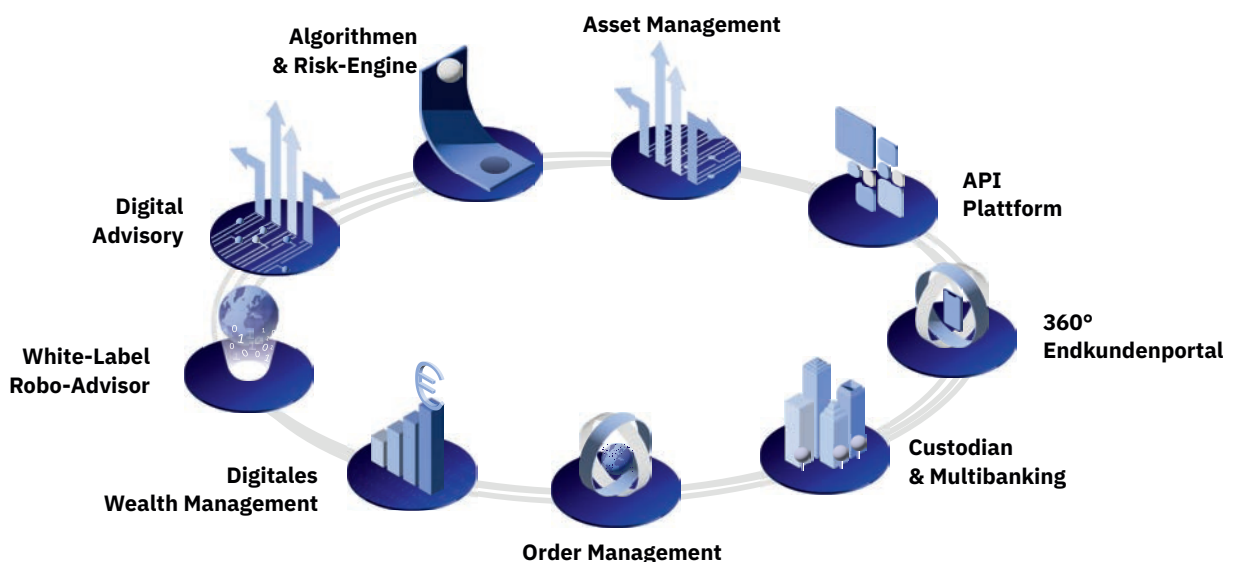 Asset Management
Algorithmen
& Risk-Engine
API
Plattform
Digital
Advisory
360°
Endkundenportal
White-Label
Robo-Advisor
Custodian
& Multibanking
Digitales
Wealth Management
Order Management